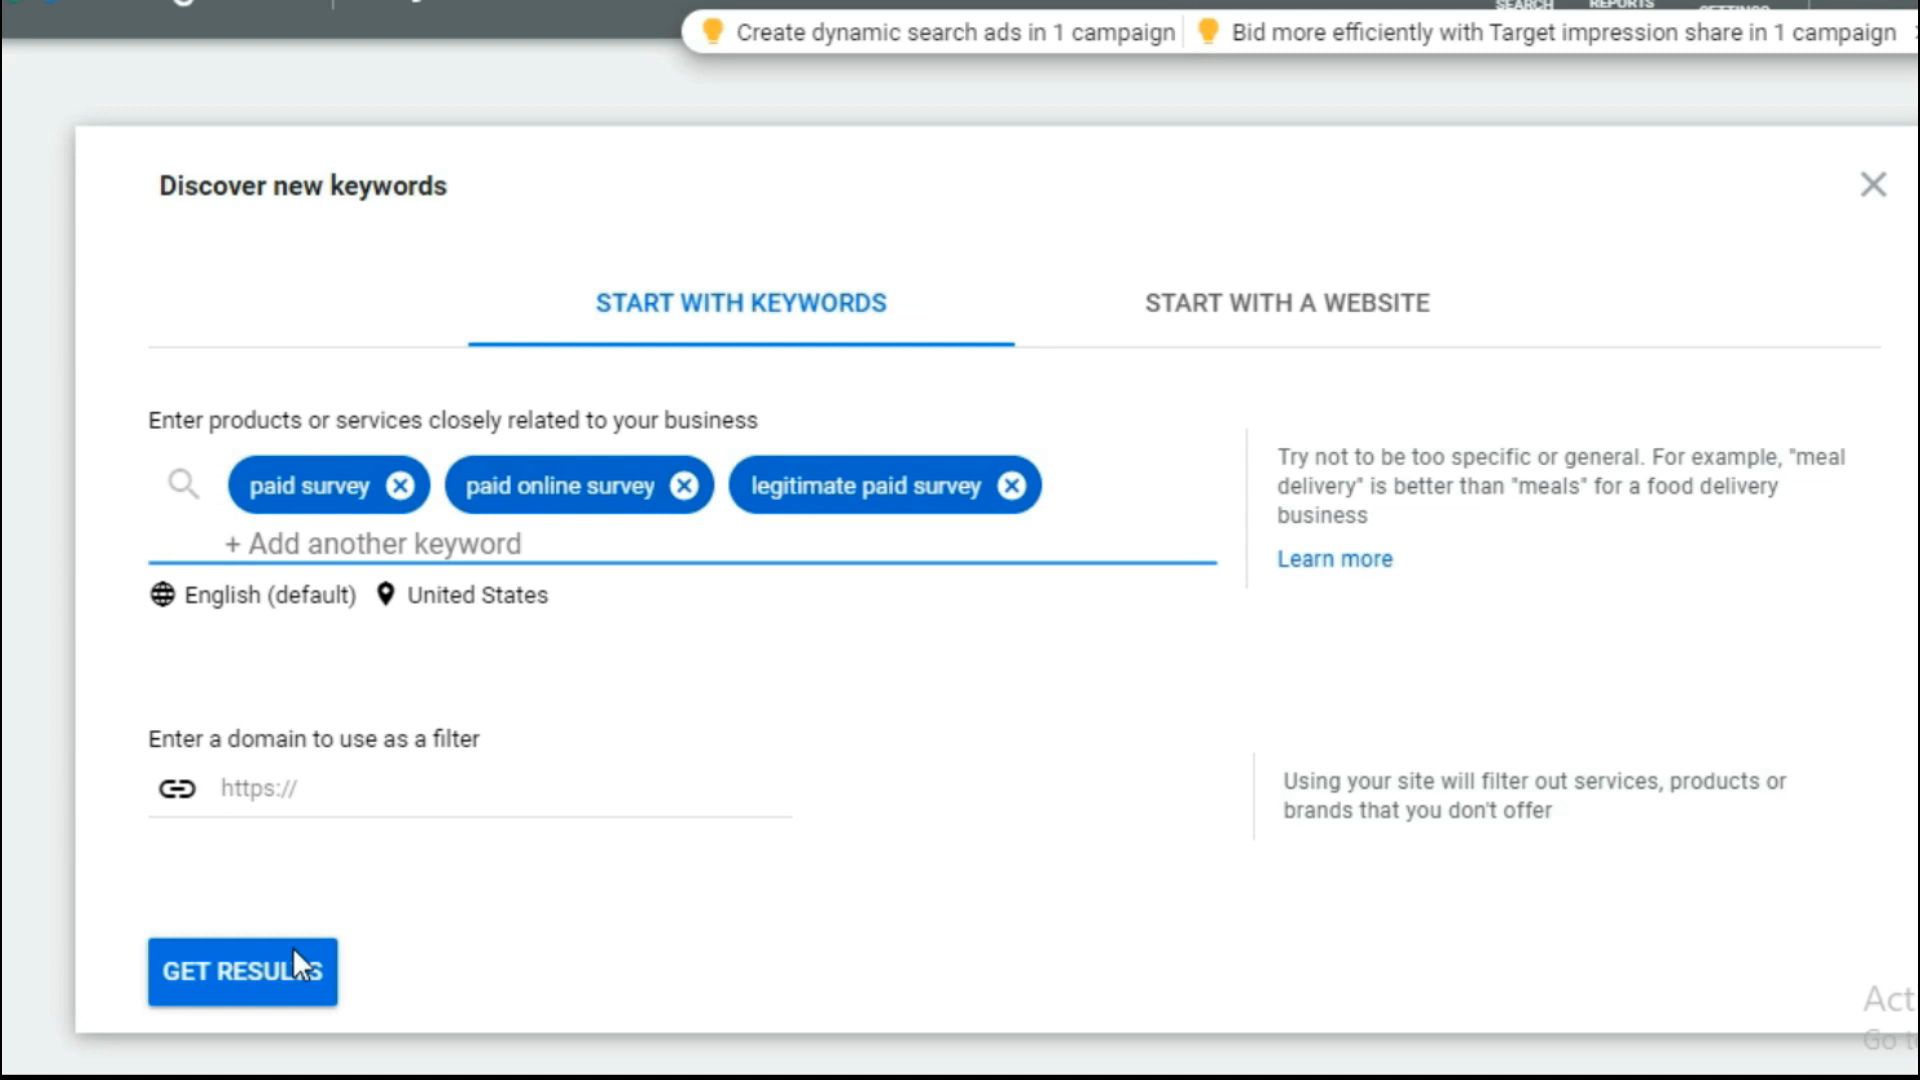 SEARCH REPORTS
Create dynamic search ads in 1 campaign
Bid more efficiently with Target impression share in 1 campaign
Discover new keywords
START WITH KEYWORDS
START WITH A WEBSITE
Enter products or services closely related to your business
paid survey
paid online survey
legitimate paid survey
+ Add another keyword
English (default)
United States
Try not to be too specific or general. For example, "meal
delivery" is better than "meals" for a food delivery
business
Learn more
Enter a domain to use as a filter
https://
Using your site will filter out services, products or
brands that you don't offer
GET RESULTS
Act
Go t